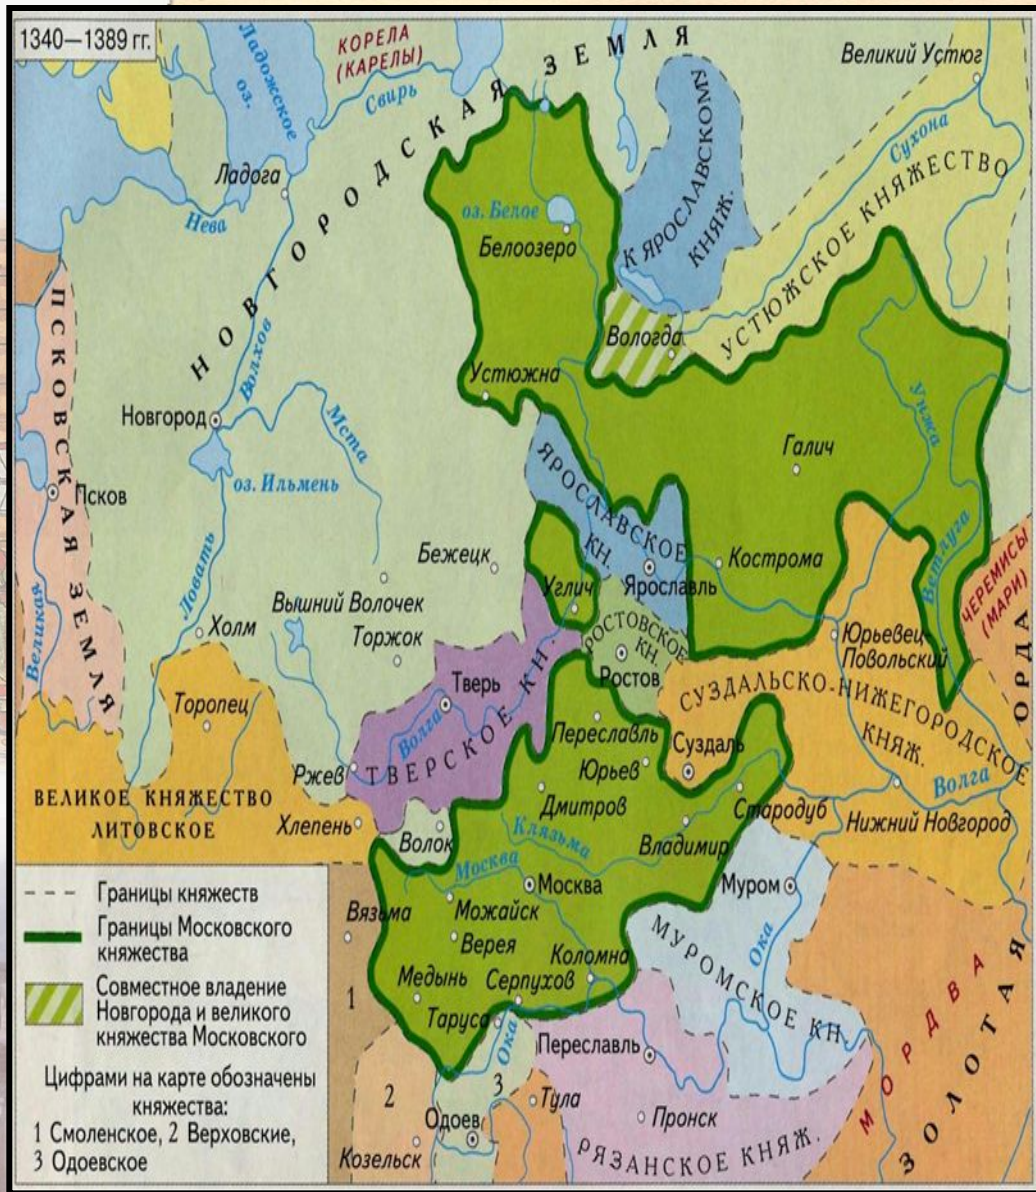 1340—1389 гг.
КОРЕЛА
(КАРЕЛЫ)
Ладожское
оз.
Свирь
НОВГОРОДСКАЯ ЗЕМЛЯ
Великий Устюг
Сухона
Ладога
Нева
оз. Белое
Белоозеро
К ЯРОСЛАВСКОМУ
КНЯЖ.
УСТЮЖСКОЕ КНЯЖЕСТВО
Вологда
Волхов
Устюжна
ПСКОВСКАЯ ЗЕМЛЯ
Новгород
Мста
оз. Ильмень
Псков
Унжа
Галич
ЯРОСЛАВСКОЕ
КН.
Ярославль
Кострома
Ветлуга
ЧЕРЕМИСЫ
(МАРИ)
Бежецк
Углич
Ловать
Великая
Холм
Вышний Волочек
Торжок
РОСТОВСКОЕ
КН.
Ростов
Юрьевец-
Повольский
СУЗДАЛЬСКО-НИЖЕГОРОДСКОЕ
КНЯЖ.
Торопец
Тверь
Волга
ТВЕРСКОЕ КН.
Переславль
Юрьев
Суздаль
Ржев
Дмитров
Стародуб
Волга
Нижний Новгород
ВЕЛИКОЕ КНЯЖЕСТВО
ЛИТОВСКОЕ
Хлепень
Волок
Клязьма
Владимир
Москва
Москва
Муром
Вязьма
Можайск
Верея
Коломна
МУРОМСКОЕ КН.
Ока
Медынь
Серпухов
1
Таруса
Ока
Переславль
МОРДВА
ЗОЛОТАЯ ОРДА
2
3
Тула
Пронск
Одоев
Козельск
РЯЗАНСКОЕ КНЯЖ.
Границы княжеств
Границы Московского
княжества
Совместное владение
Новгорода и великого
княжества Московского
Цифрами на карте обозначены
княжества:
1 Смоленское, 2 Верховские,
3 Одоевское